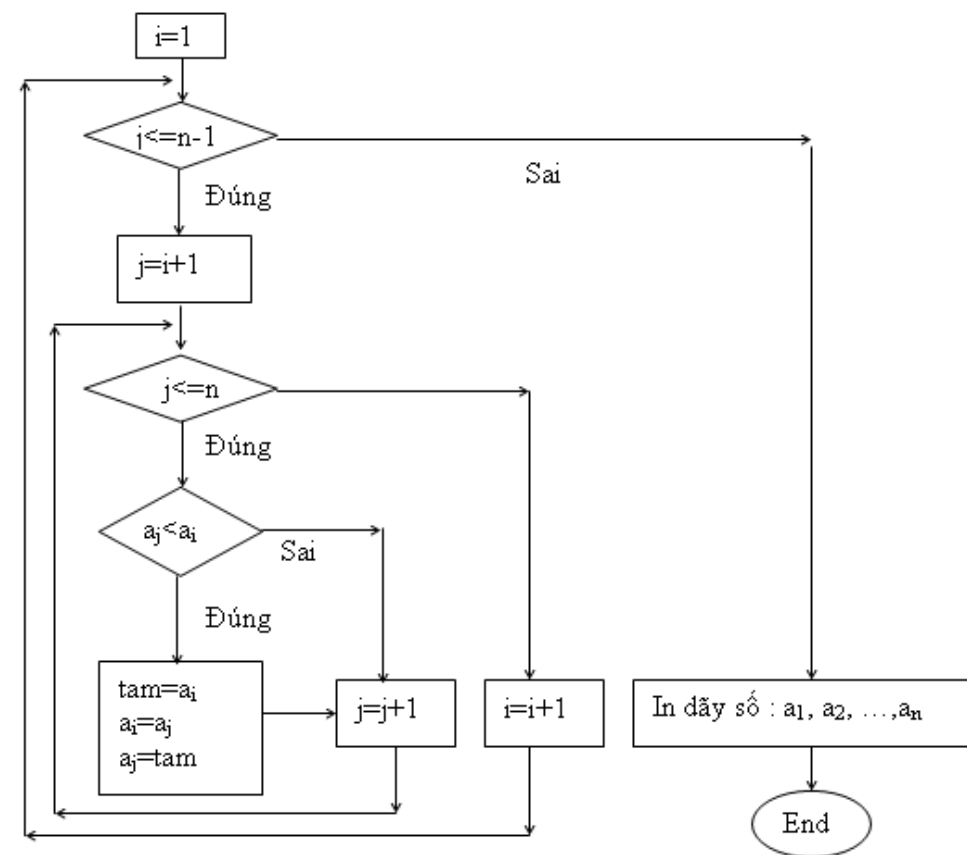 i=1
j<=n-1
Sai
Đúng
j=i+1
j<=n
Đúng
aj<ai
Sai
Đúng
tam=ai
ai=aj
aj=tam
j=j+1
i=i+1
In dãy số : a1, a2, ...,an
End